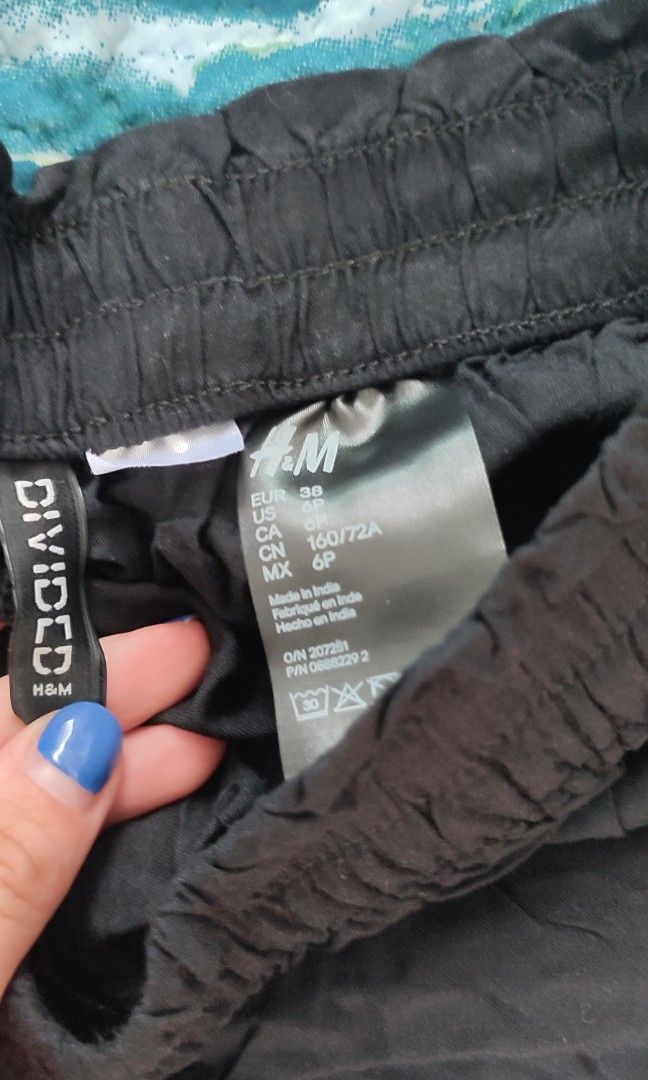 DIVIDED
H&M
H&M
EUR 38
US 6P
CA 6P
CN 160/72A
MX 6P
Made in India
Fabriqué en Inde
Hecho en India
O/N 207251
P/N 0888229 2
30